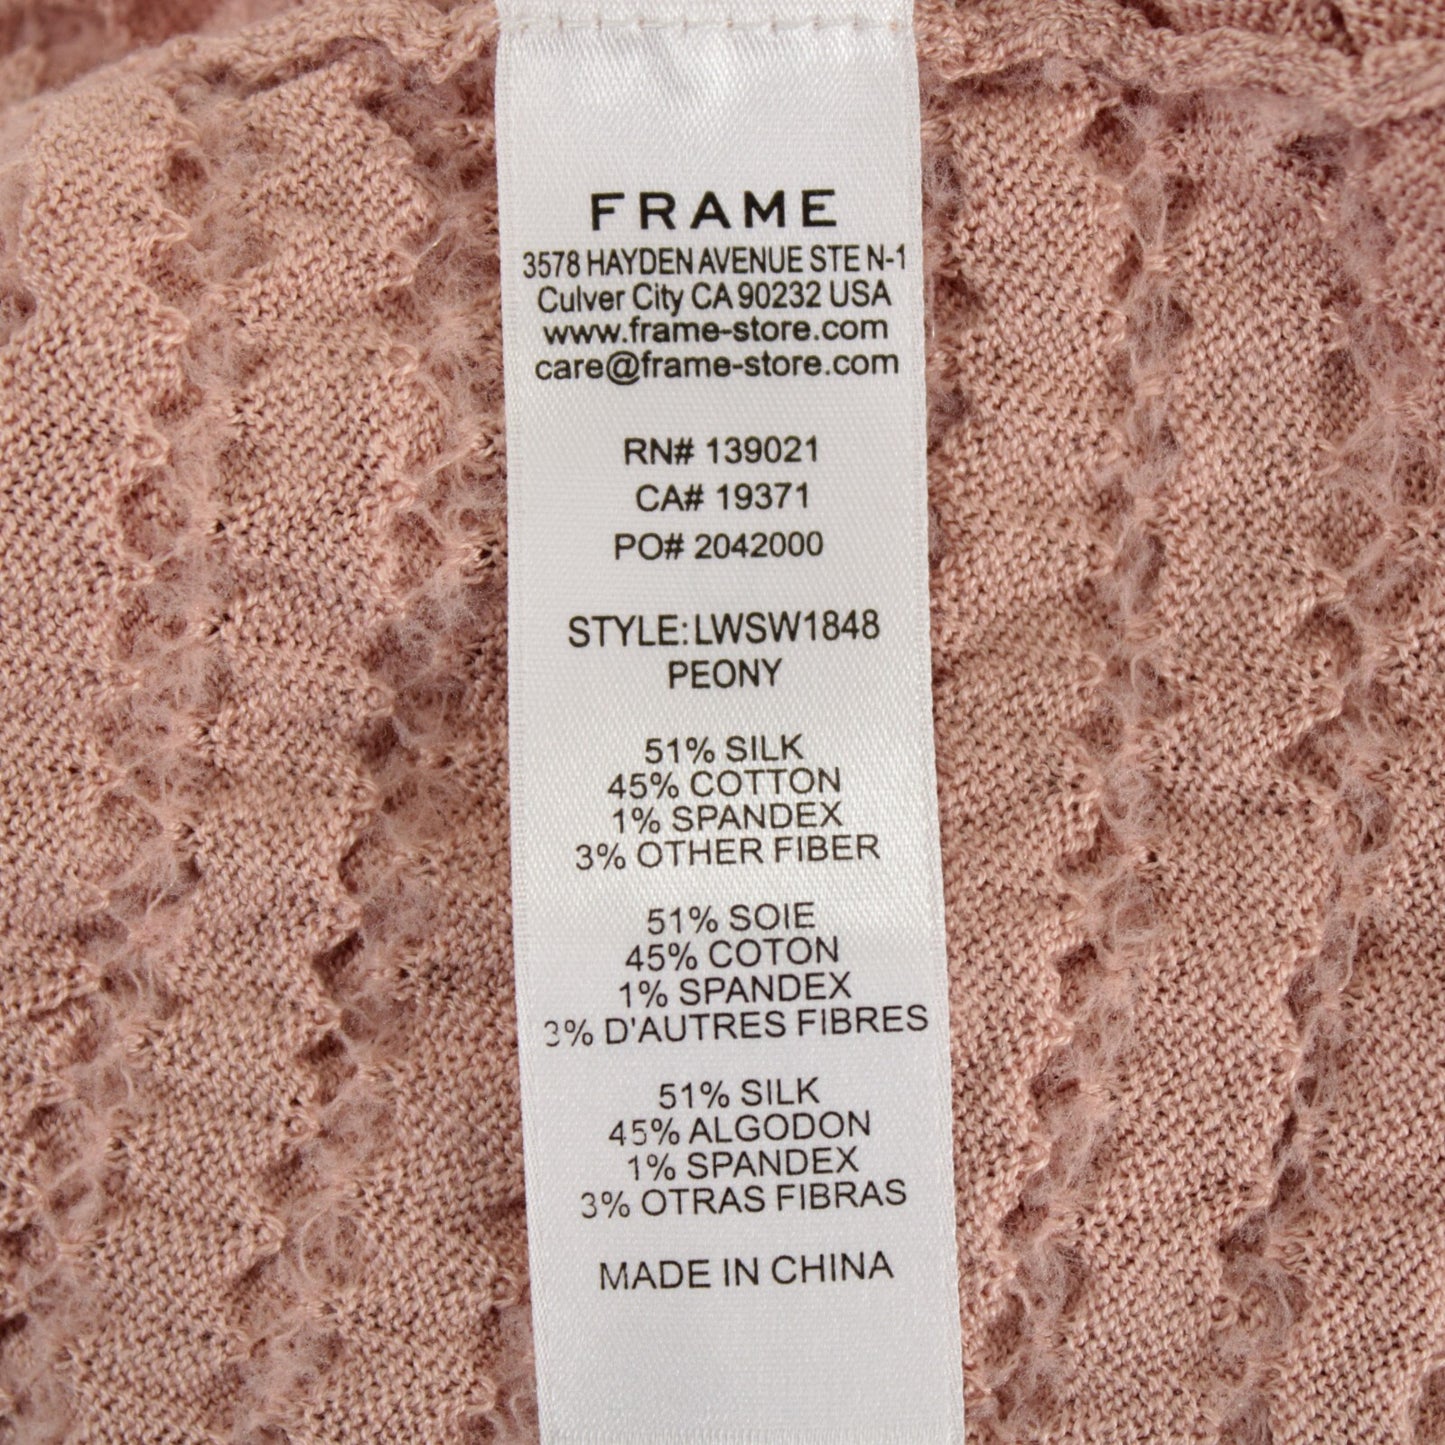 FRAME
3578 HAYDEN AVENUE STE N-1
Culver City CA 90232 USA
www.frame-store.com
care@frame-store.com
RN# 139021
CA# 19371
PO# 2042000
STYLE: LWSW1848
PEONY
51% SILK
45% COTTON
1% SPANDEX
3% OTHER FIBER
51% SOIE
45% COTON
1% SPANDEX
3% D'AUTRES FIBRES
51% SILK
45% ALGODON
1% SPANDEX
3% OTRAS FIBRAS
MADE IN CHINA